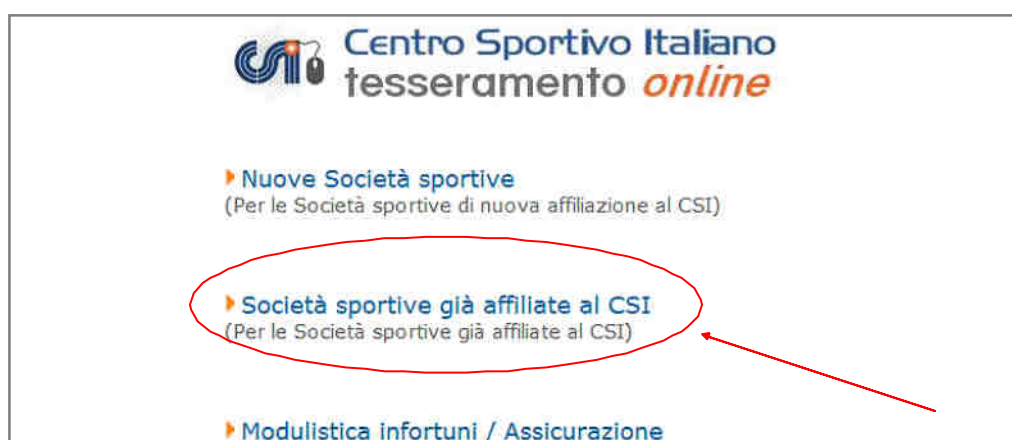 CSI Centro Sportivo Italiano
tesseramento online
Nuove Società sportive
(Per le Società sportive di nuova affiliazione al CSI)
Società sportive già affiliate al CSI
(Per le Società sportive già affiliate al CSI)
Modulistica infortuni / Assicurazione